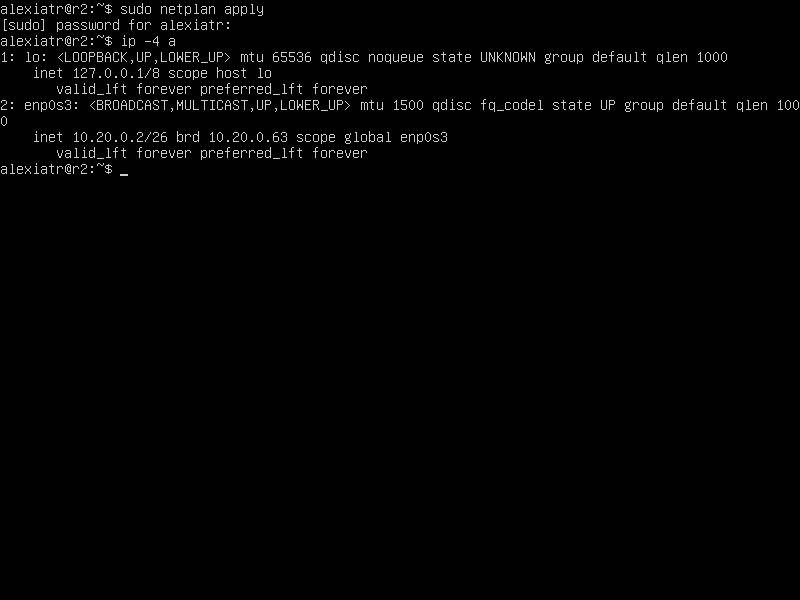 alexiatr@r2:~$ sudo netplan apply
[sudo] password for alexiatr:
alexiatr@r2:~$ ip -4 a
1: lo: <LOOPBACK,UP,LOWER_UP> mtu 65536 qdisc noqueue state UNKNOWN group default qlen 1000
    inet 127.0.0.1/8 scope host lo
       valid_lft forever preferred_lft forever
2: enp0s3: <BROADCAST,MULTICAST,UP,LOWER_UP> mtu 1500 qdisc fq_codel state UP group default qlen 100
0
    inet 10.20.0.2/26 brd 10.20.0.63 scope global enp0s3
       valid_lft forever preferred_lft forever
alexiatr@r2:~$ _